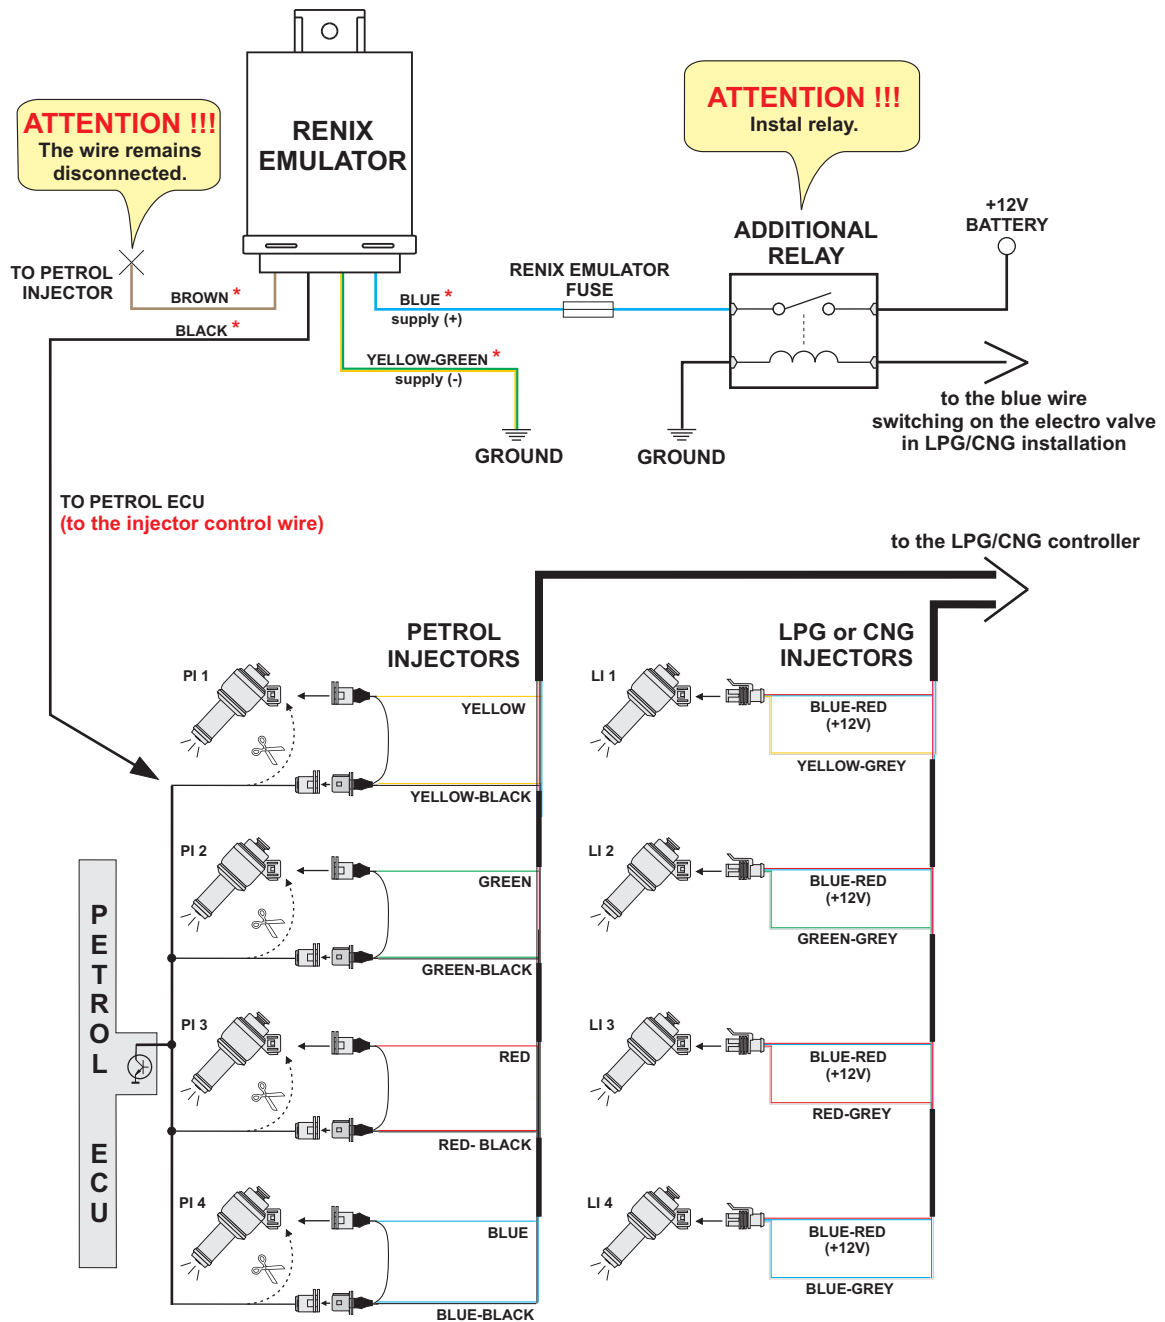 RENIX
EMULATOR
ATTENTION !!!
The wire remains
disconnected.
ATTENTION !!!
Instal relay.
+12V
BATTERY
ADDITIONAL
RELAY
TO PETROL
INJECTOR
RENIX EMULATOR
FUSE
BROWN *
BLUE *
supply (+)
BLACK *
YELLOW-GREEN *
supply (-)
GROUND
GROUND
to the blue wire
switching on the electro valve
in LPG/CNG installation
TO PETROL ECU
(to the injector control wire)
to the LPG/CNG controller
PETROL
INJECTORS
LPG or CNG
INJECTORS
PI 1
YELLOW
YELLOW-BLACK
LI 1
BLUE-RED
(+12V)
YELLOW-GREY
PI 2
GREEN
GREEN-BLACK
LI 2
BLUE-RED
(+12V)
GREEN-GREY
PI 3
RED
RED- BLACK
LI 3
BLUE-RED
(+12V)
RED-GREY
PI 4
BLUE
BLUE-BLACK
LI 4
BLUE-RED
(+12V)
BLUE-GREY
PETROL ECU